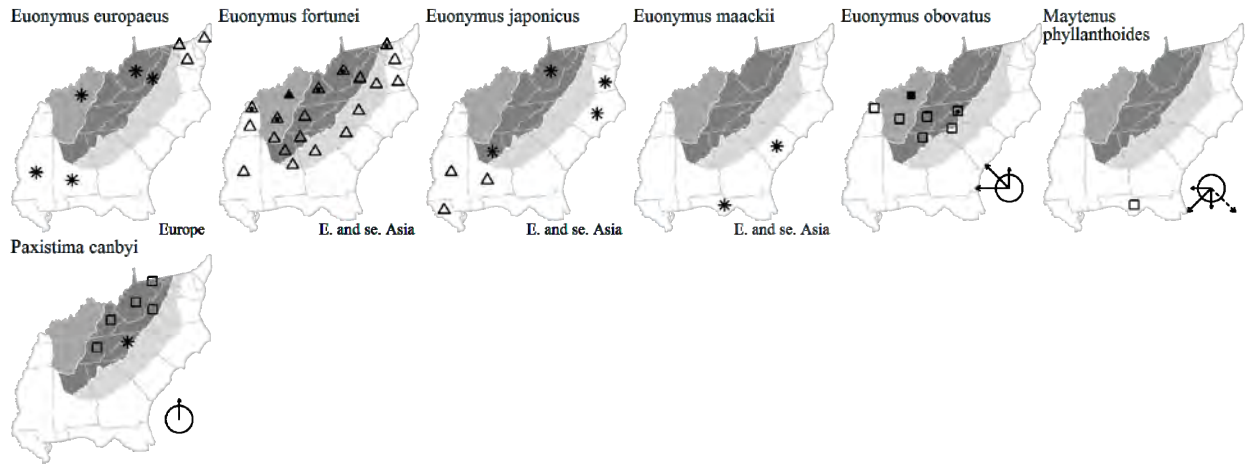 Euonymus europaeus
Euonymus fortunei
Euonymus japonicus
Euonymus maackii
Euonymus obovatus
Maytenus
phyllanthoides
Europe
E. and se. Asia
E. and se. Asia
E. and se. Asia
Paxistima canbyi